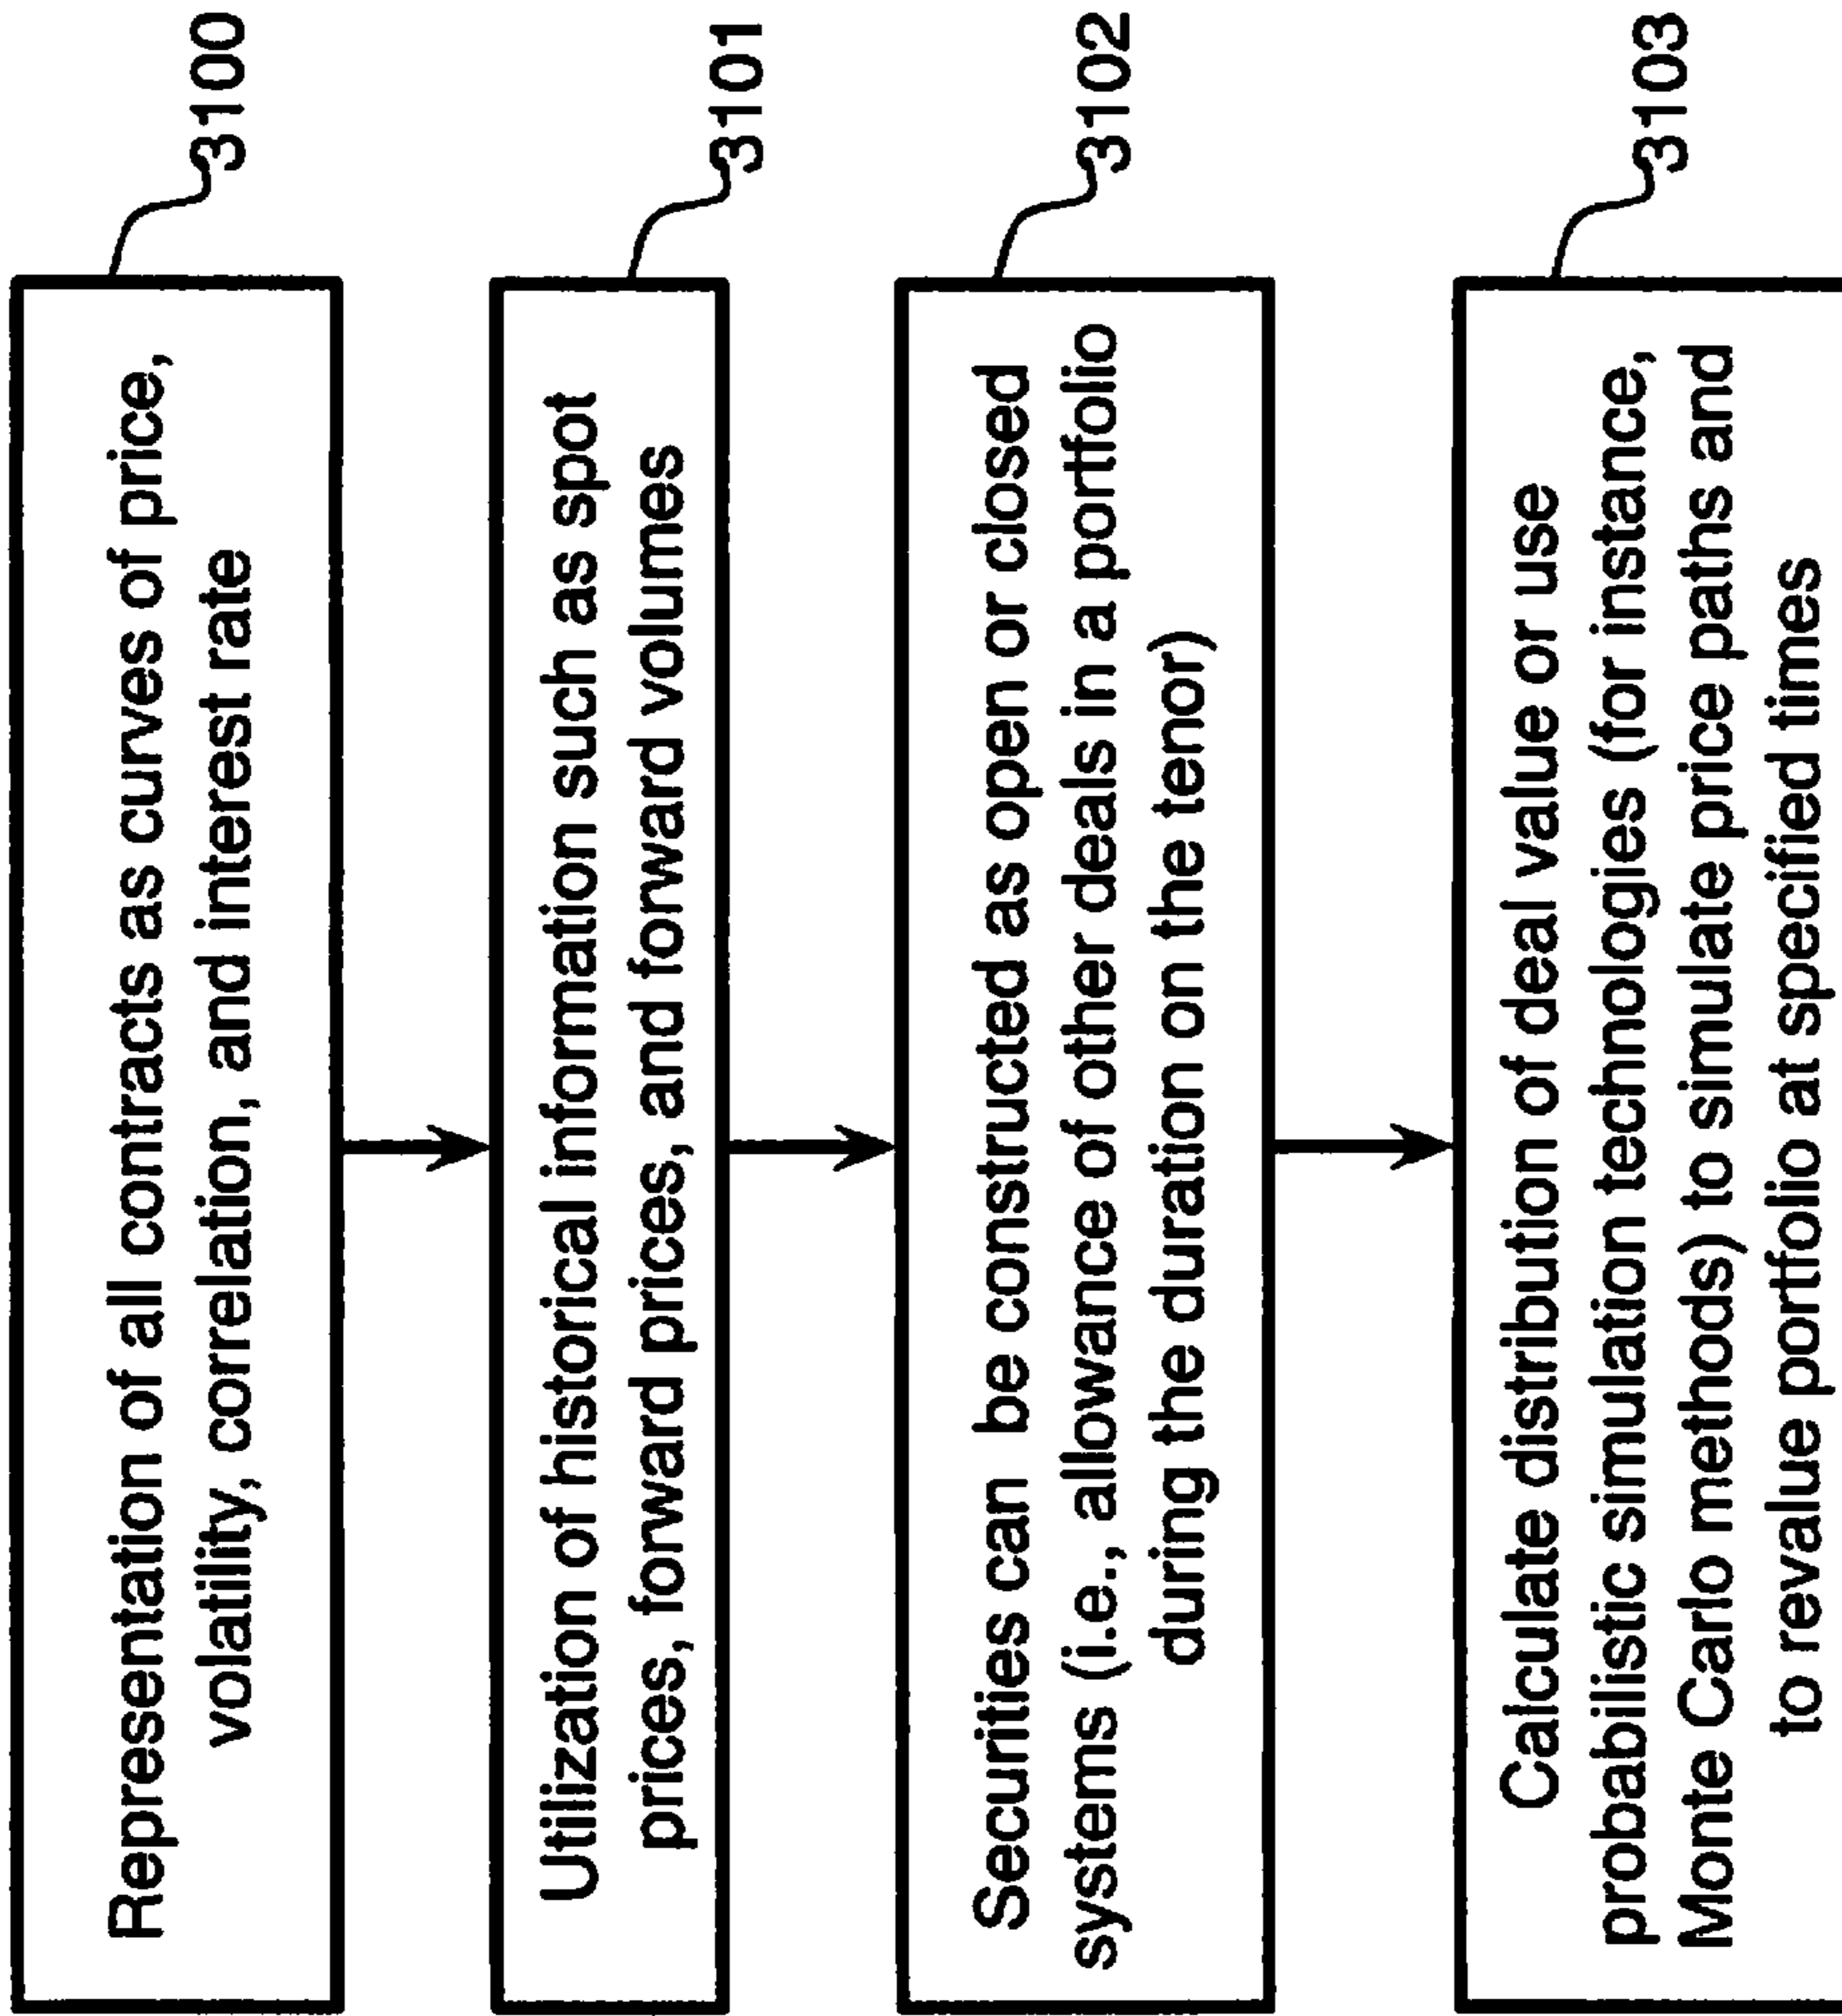 Representation of all contracts as curves of price,
volatility, correlation, and interest rate
3100
Utilization of historical information such as spot
prices, forward prices, and forward volumes
3101
Securities can be constructed as open or closed
systems (i.e., allowance of other deals in a portfolio
during the duration on the tenor)
3102
Calculate distribution of deal value or use
probabilistic simulation technologies (for instance,
Monte Carlo methods) to simulate price paths and
to revalue portfolio at specified times
3103